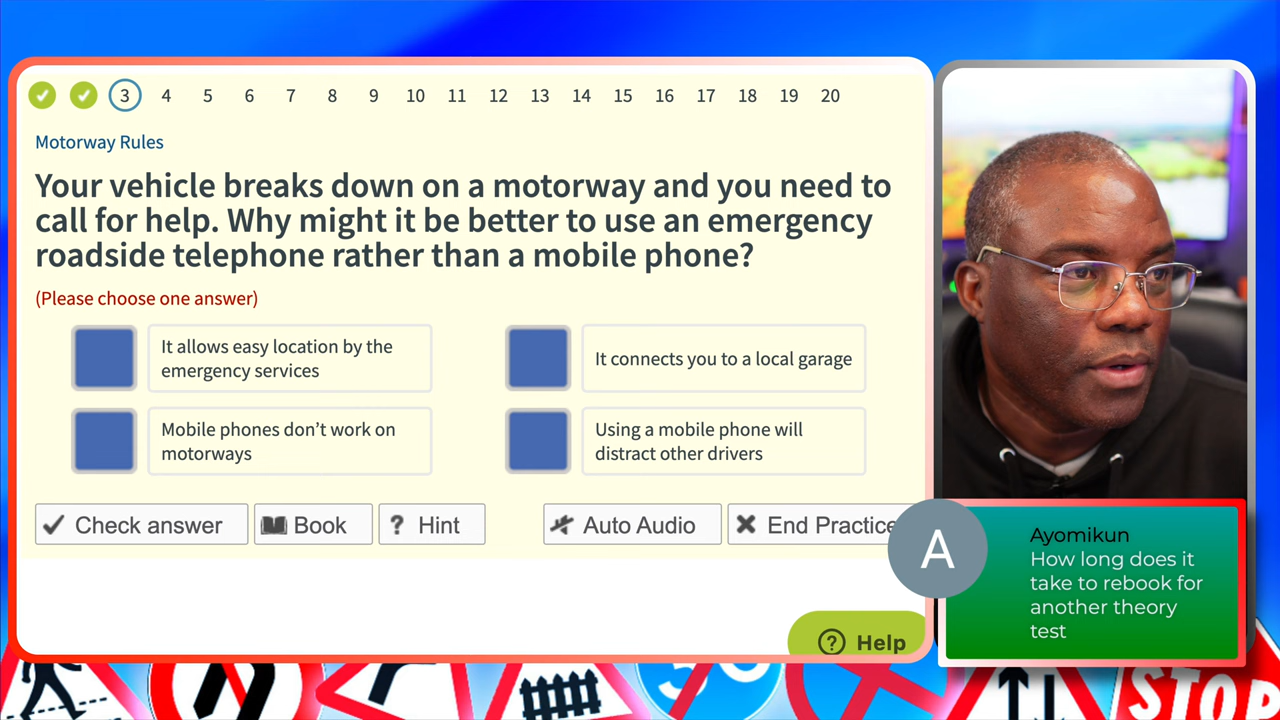 3 4 5 6 7 8 9 10 11 12 13 14 15 16 17 18 19 20
Motorway Rules
Your vehicle breaks down on a motorway and you need to
call for help. Why might it be better to use an emergency
roadside telephone rather than a mobile phone?
(Please choose one answer)
It allows easy location by the
emergency services
It connects you to a local garage
Mobile phones don’t work on
motorways
Using a mobile phone will
distract other drivers
Check answer
Book
? Hint
Auto Audio
End Practice
A
Ayomikun
How long does it
take to rebook for
another theory
test
? Help
STOP